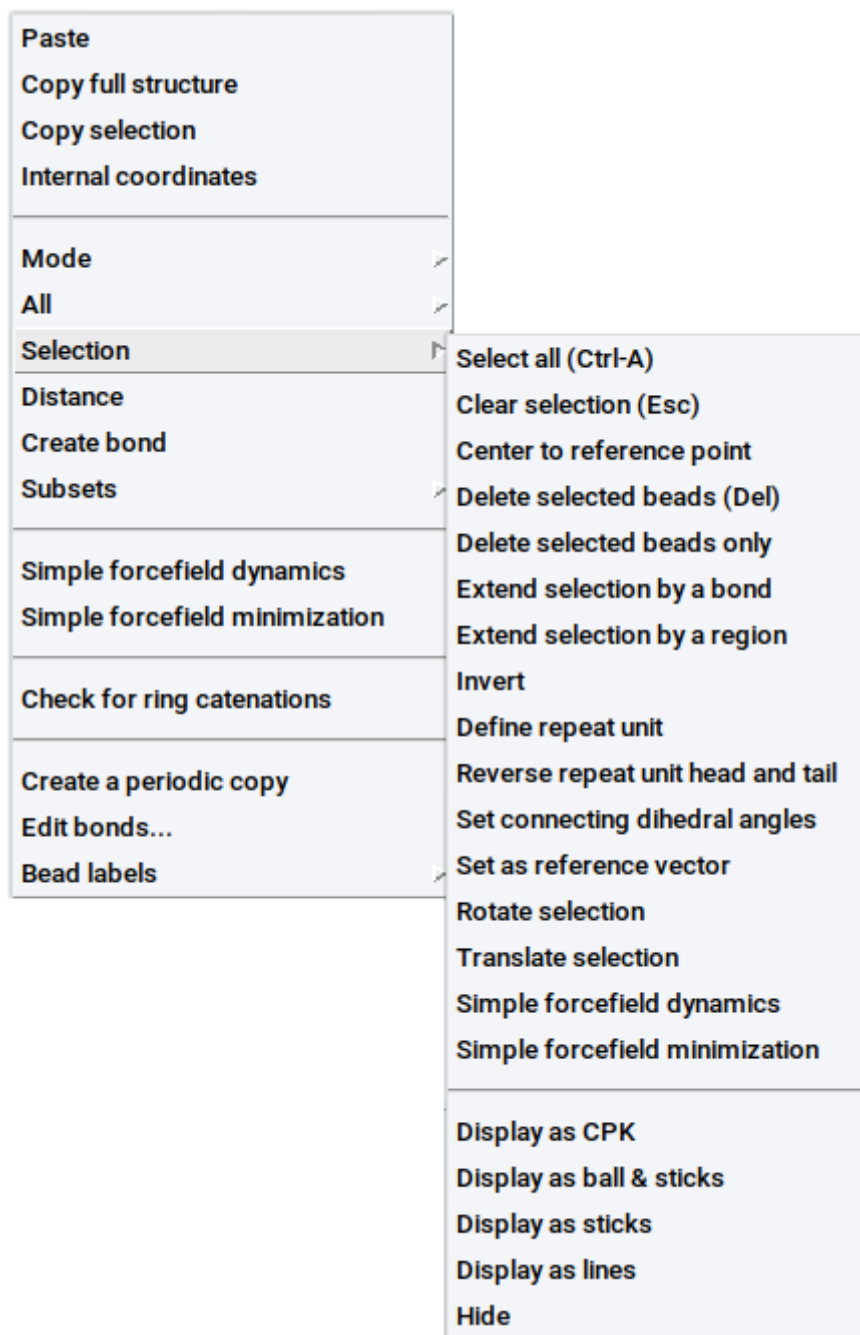 Paste
Copy full structure
Copy selection
Internal coordinates
Mode
All
Selection
Distance
Create bond
Subsets
Simple forcefield dynamics
Simple forcefield minimization
Check for ring catenations
Create a periodic copy
Edit bonds...
Bead labels
Select all (Ctrl-A)
Clear selection (Esc)
Center to reference point
Delete selected beads (Del)
Delete selected beads only
Extend selection by a bond
Extend selection by a region
Invert
Define repeat unit
Reverse repeat unit head and tail
Set connecting dihedral angles
Set as reference vector
Rotate selection
Translate selection
Simple forcefield dynamics
Simple forcefield minimization
Display as CPK
Display as ball & sticks
Display as sticks
Display as lines
Hide